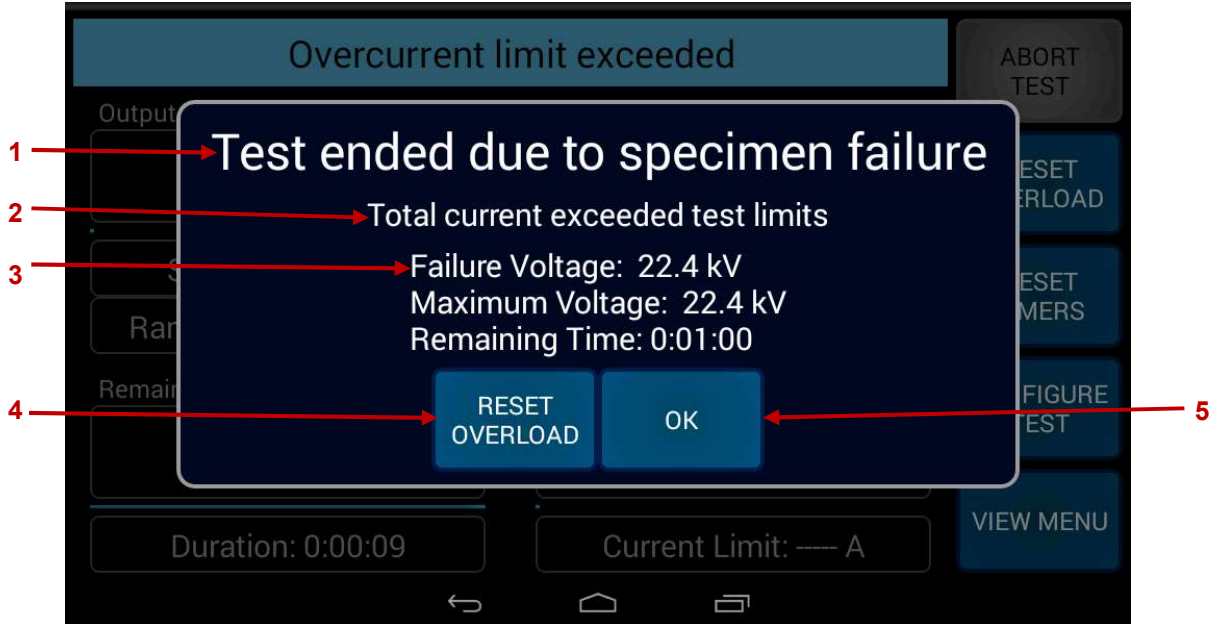 Overcurrent limit exceeded
ABORT
TEST
Output
1
Test ended due to specimen failure
ESET
ERLOAD
2
Total current exceeded test limits
3
Failure Voltage: 22.4 kV
S
ESET
MERS
Maximum Voltage: 22.4 kV
Ran
Remaining Time: 0:01:00
Remain
4
RESET
OVERLOAD
OK
FIGURE
TEST
5
VIEW MENU
Duration: 0:00:09
Current Limit: ----- A